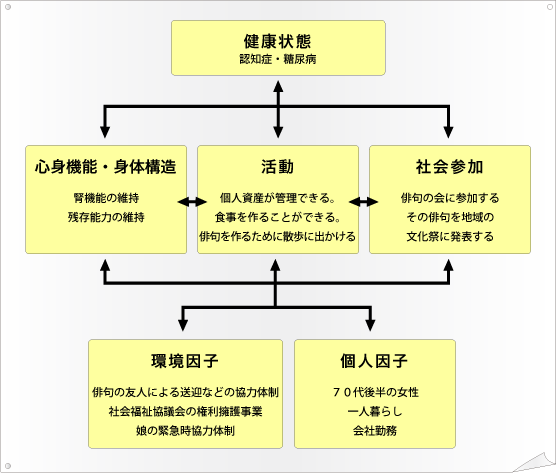 健康状態
認知症・糖尿病
心身機能・身体構造
腎機能の維持
残存能力の維持
活動
個人資産が管理できる。
食事を作ることができる。
俳句を作るために散歩に出かける
社会参加
俳句の会に参加する
その俳句を地域の
文化祭に発表する
環境因子
俳句の友人による送迎などの協力体制
社会福祉協議会の権利擁護事業
娘の緊急時協力体制
個人因子
７０代後半の女性
一人暮らし
会社勤務